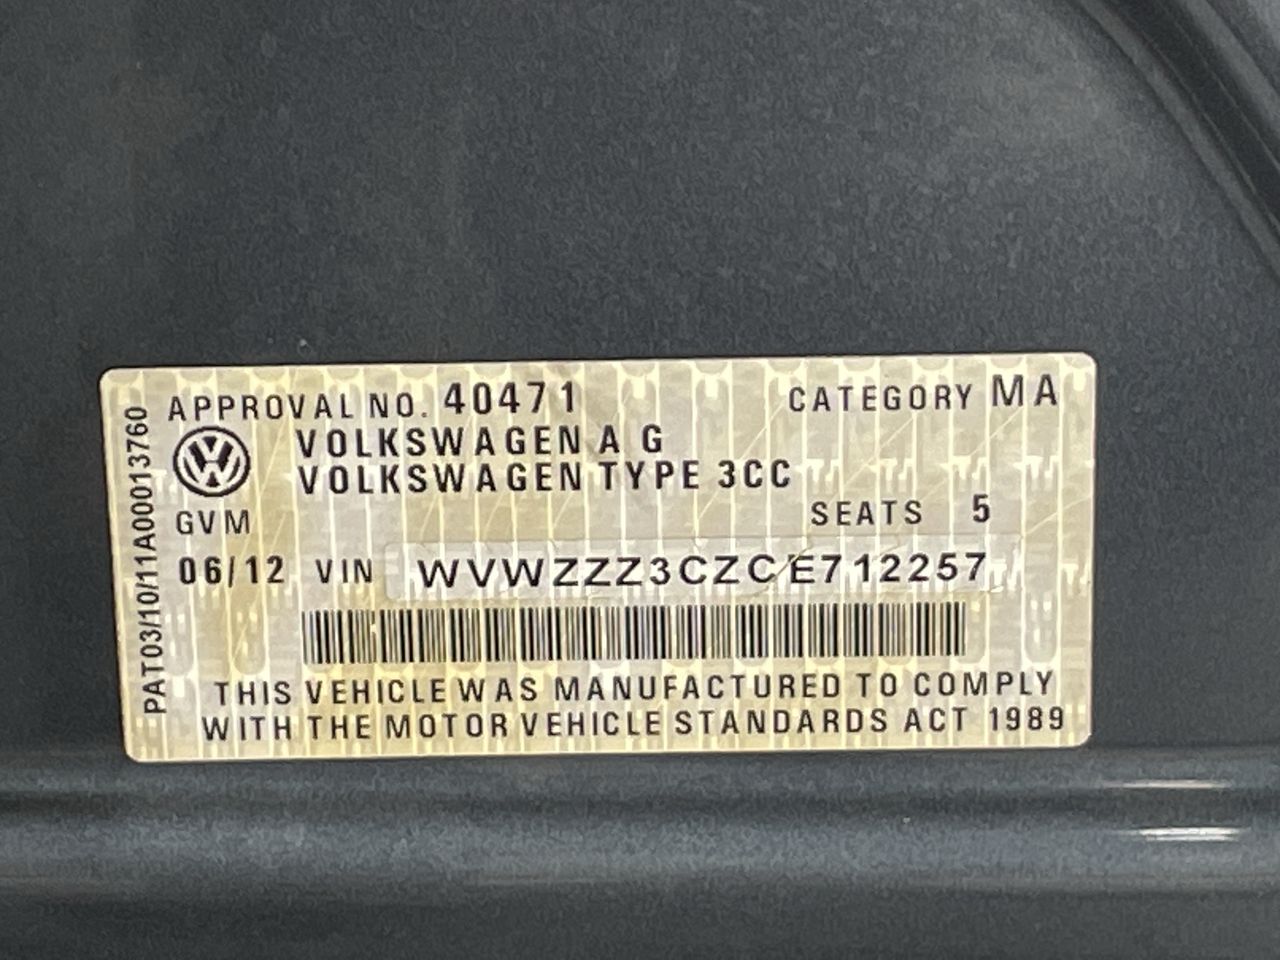 APPROVAL NO. 40471 CATEGORY MA
VOLKSWAGEN AG
VOLKSWAGEN TYPE 3CC
GVM SEATS 5
06/12 VIN WVWZZZ3CZCE712257
THIS VEHICLE WAS MANUFACTURED TO COMPLY
WITH THE MOTOR VEHICLE STANDARDS ACT 1989
PAT03/10/11A00013760